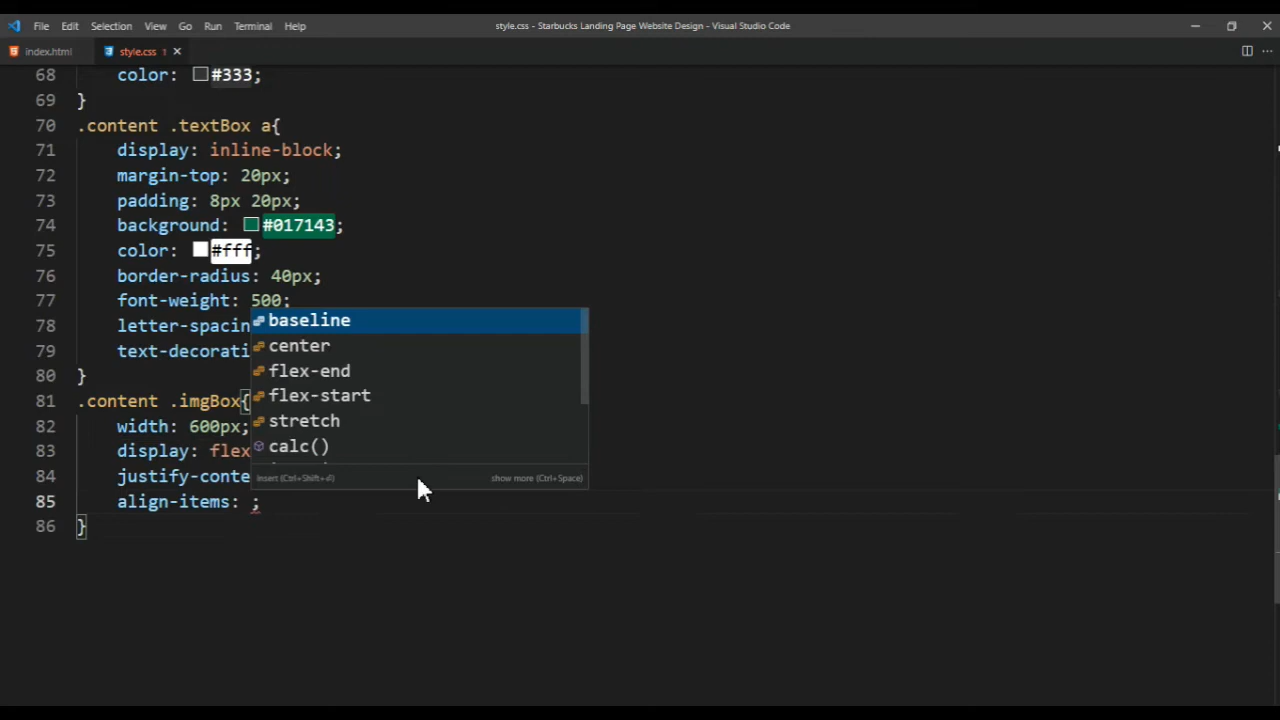 File Edit Selection View Go Run Terminal Help
style.css - Starbucks Landing Page Website Design - Visual Studio Code
index.html style.css 1
68 color: #333;
69 }
70 .content .textBox a{
71 display: inline-block;
72 margin-top: 20px;
73 padding: 8px 20px;
74 background: #017143;
75 color: #fff;
76 border-radius: 40px;
77 font-weight: 500;
78 letter-spacin
79 text-decorati
80 }
81 .content .imgBox{
82 width: 600px;
83 display: flex
84 justify-conte
85 align-items: ;
86 }
baseline
center
flex-end
flex-start
stretch
calc()
Insert (Ctrl+Shift+⏎) show more (Ctrl+Space)